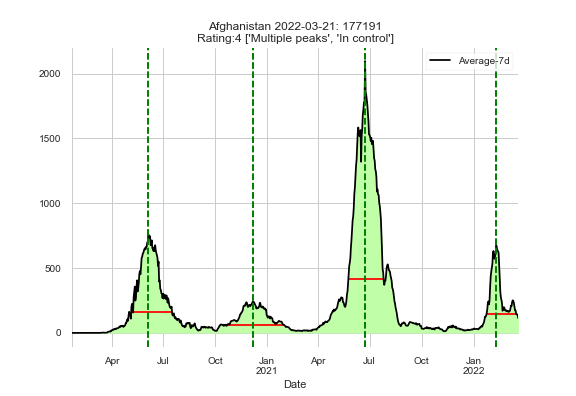 Afghanistan 2022-03-21: 177191
Rating:4 ['Multiple peaks', 'In control']
Average-7d
2000
1500
1000
500
0
Apr Jul Oct Jan Apr Jul Oct Jan
2021 2022
Date